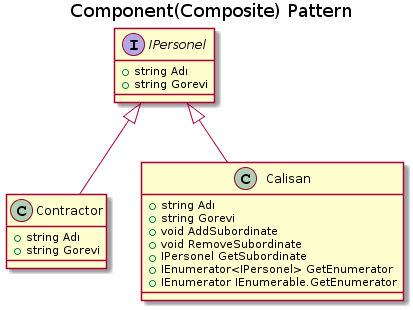 Component(Composite) Pattern
I IPersonel
string Adı
string Gorevi
C Contractor
string Adı
string Gorevi
C Calisan
string Adı
string Gorevi
void AddSubordinate
void RemoveSubordinate
IPersonel GetSubordinate
IEnumerator<IPersonel> GetEnumerator
IEnumerator IEnumerable.GetEnumerator